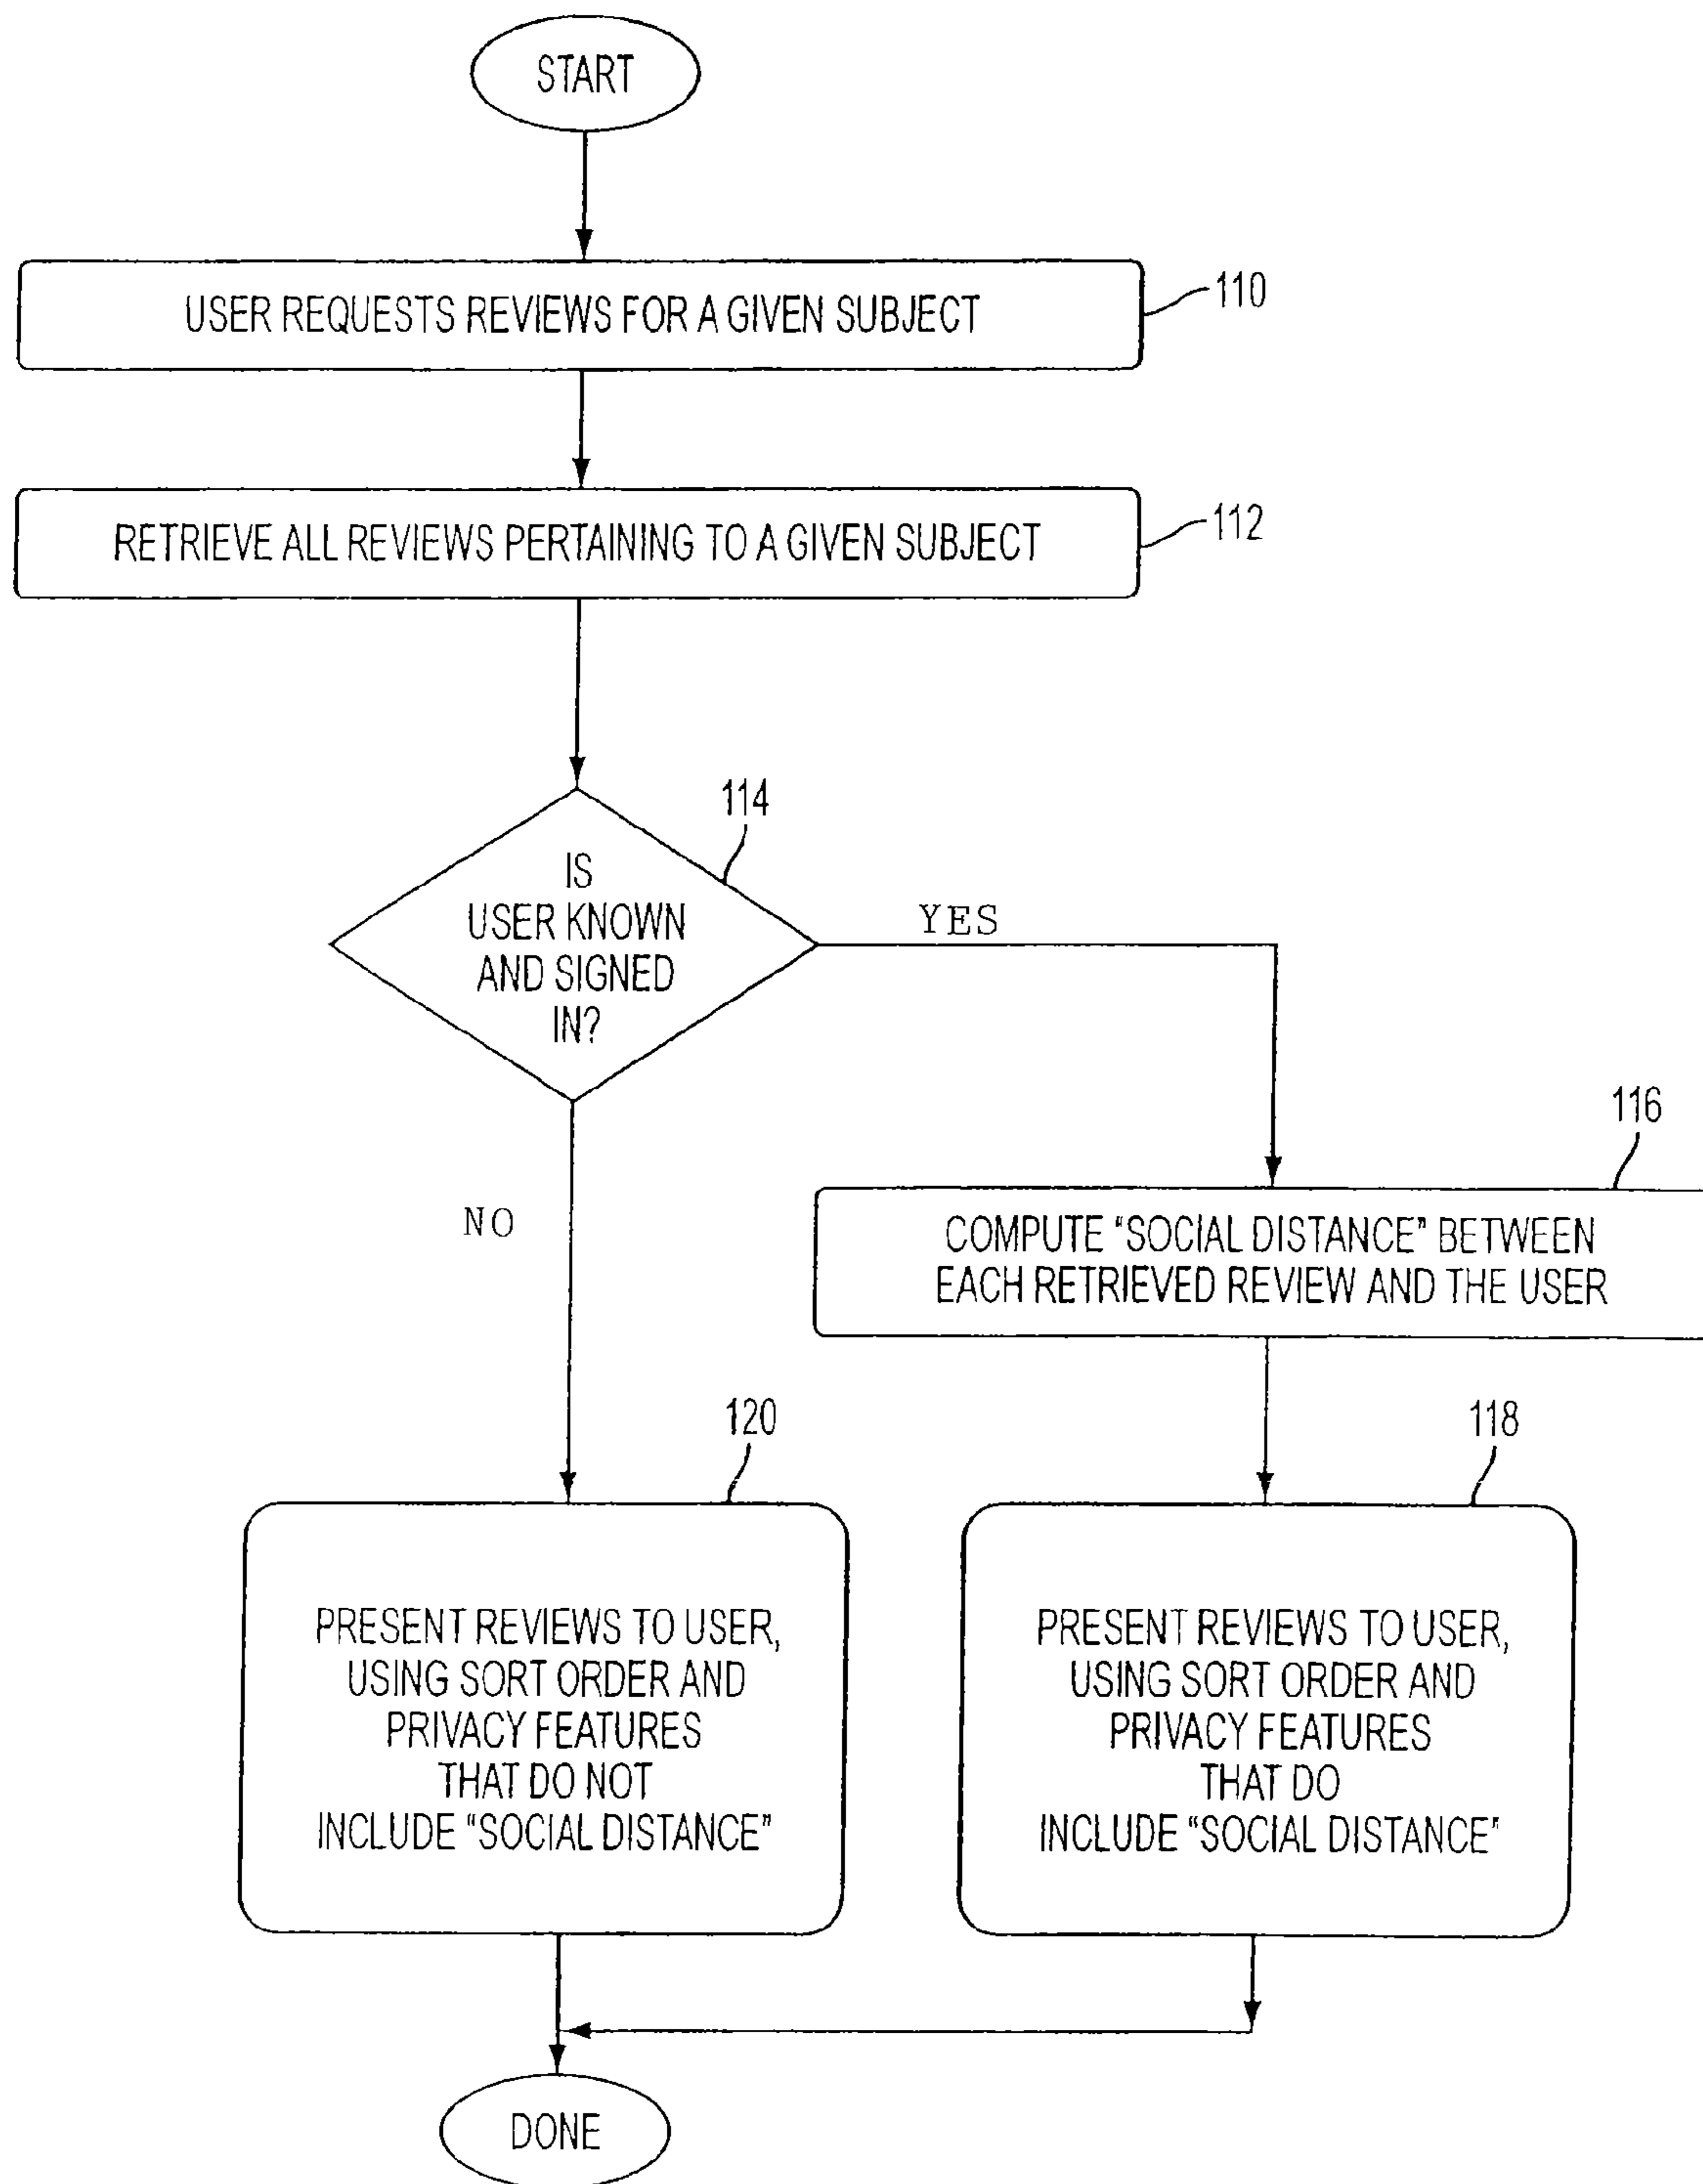 START
USER REQUESTS REVIEWS FOR A GIVEN SUBJECT
110
RETRIEVE ALL REVIEWS PERTAINING TO A GIVEN SUBJECT
112
114
IS
USER KNOWN
AND SIGNED
IN?
YES
NO
116
COMPUTE "SOCIAL DISTANCE" BETWEEN
EACH RETRIEVED REVIEW AND THE USER
120
PRESENT REVIEWS TO USER,
USING SORT ORDER AND
PRIVACY FEATURES
THAT DO NOT
INCLUDE "SOCIAL DISTANCE"
118
PRESENT REVIEWS TO USER,
USING SORT ORDER AND
PRIVACY FEATURES
THAT DO
INCLUDE "SOCIAL DISTANCE"
DONE